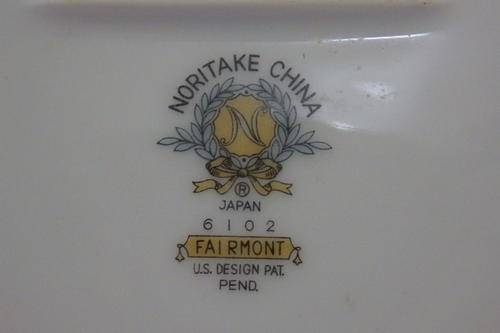 NORITAKE CHINA
N
®
JAPAN
6102
FAIRMONT
U.S. DESIGN PAT.
PEND.